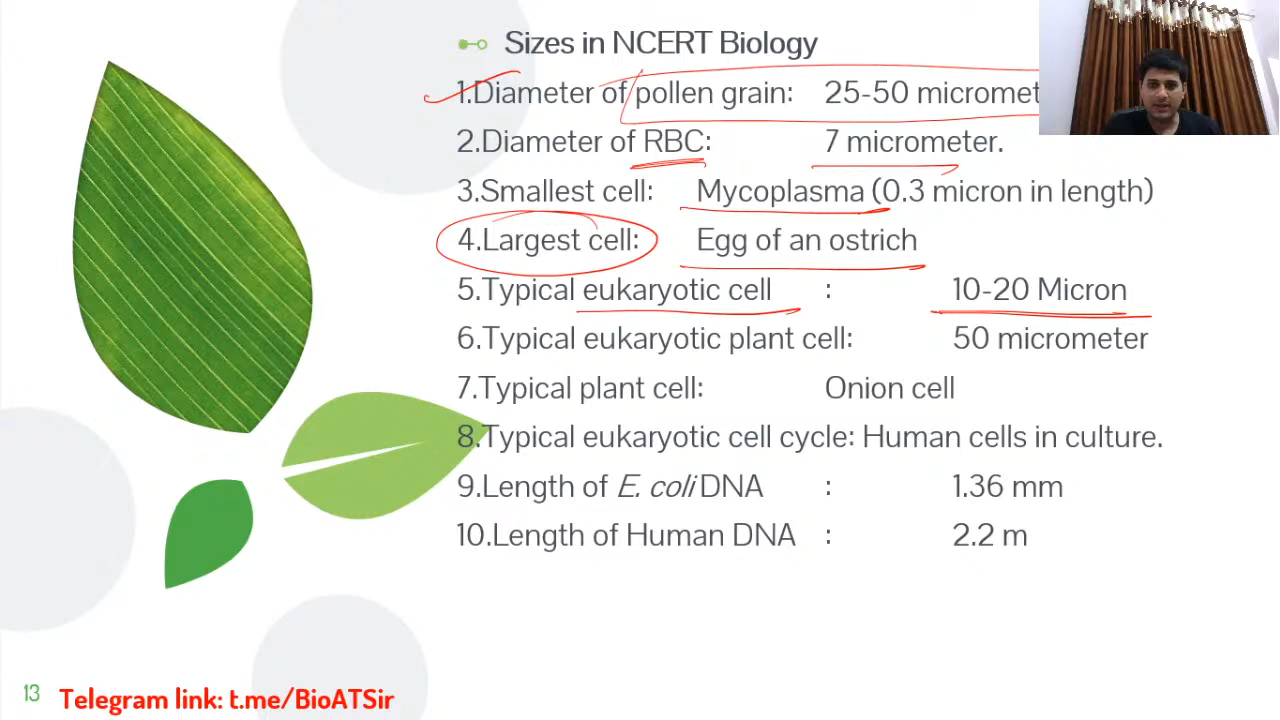 Sizes in NCERT Biology
1.Diameter of pollen grain: 25-50 micromet
2.Diameter of RBC: 7 micrometer.
3.Smallest cell: Mycoplasma (0.3 micron in length)
4.Largest cell: Egg of an ostrich
5.Typical eukaryotic cell : 10-20 Micron
6.Typical eukaryotic plant cell: 50 micrometer
7.Typical plant cell: Onion cell
8.Typical eukaryotic cell cycle: Human cells in culture.
9.Length of E. coli DNA : 1.36 mm
10.Length of Human DNA : 2.2 m
13 Telegram link: t.me/BioATSir